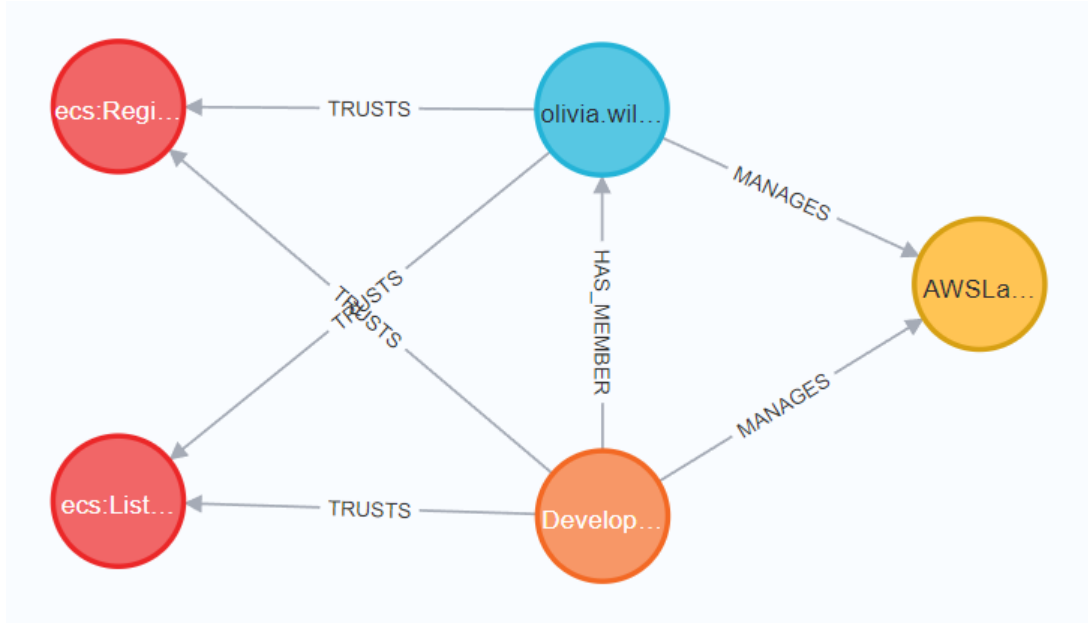 ecs:Regi...
TRUSTS
olivia.wil...
MANAGES
TRUSTS
TRUSTS
HAS_MEMBER
AWSLa...
MANAGES
ecs:List...
TRUSTS
Develop...